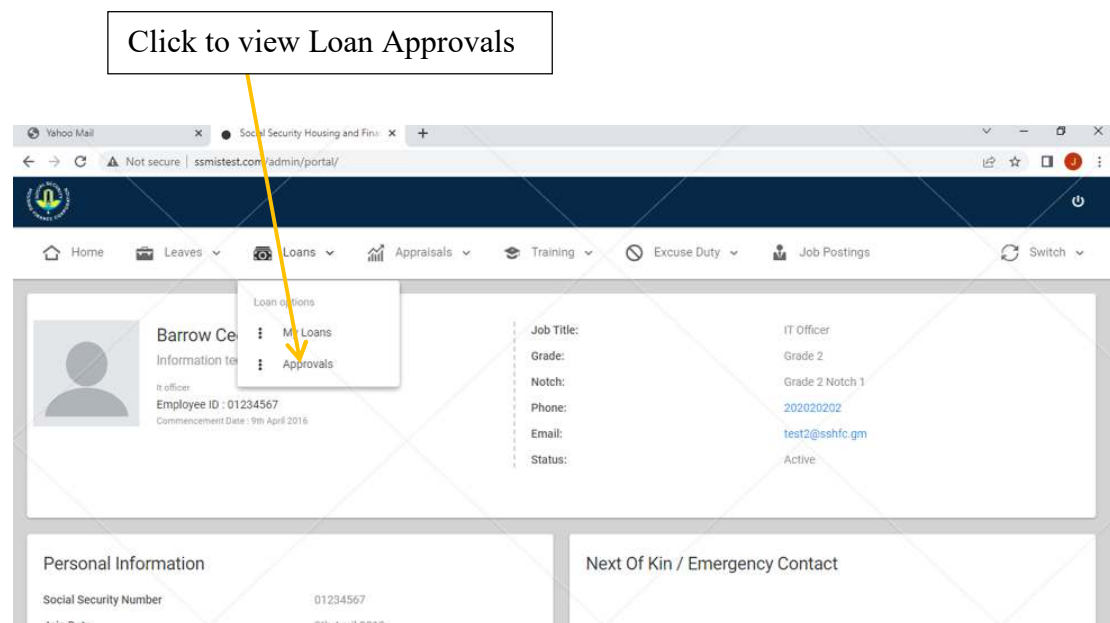 Click to view Loan Approvals
Yahoo Mail
Social Security Housing and Fina
Not secure | ssmistest.com/admin/portal/
Home Leaves Loans Appraisals Training Excuse Duty Job Postings Switch
Loan options
My Loans
Approvals
Barrow Ce
Information te
It officer
Employee ID : 01234567
Commencement Date : 9th April 2016
Job Title: IT Officer
Grade: Grade 2
Notch: Grade 2 Notch 1
Phone: 202020202
Email: test2@sshfc.gm
Status: Active
Personal Information
Social Security Number 01234567
Next Of Kin / Emergency Contact